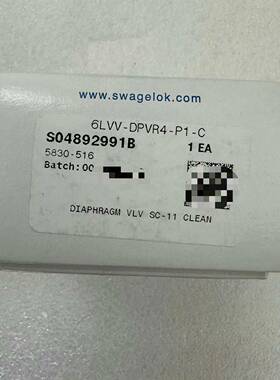 www.swagelok.com
6LVV-DPVR4-P1-C
S04892991B 1 EA
5830-516
Batch:00
DIAPHRAGM VLV SC-11 CLEAN